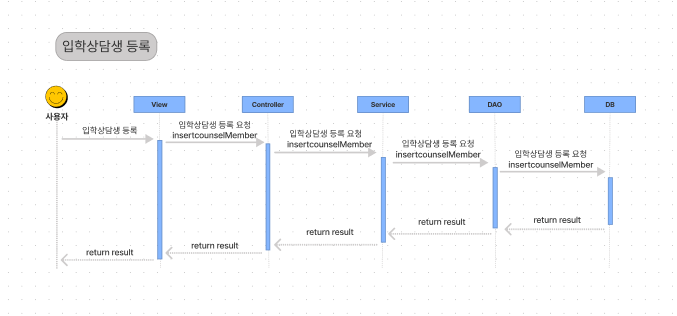 입학상담생 등록
View
Controller
Service
DAO
DB
사용자
입학상담생 등록
입학상담생 등록 요청
insertcounselMember
입학상담생 등록 요청
insertcounselMember
입학상담생 등록 요청
insertcounselMember
입학상담생 등록 요청
insertcounselMember
return result
return result
return result
return result
return result